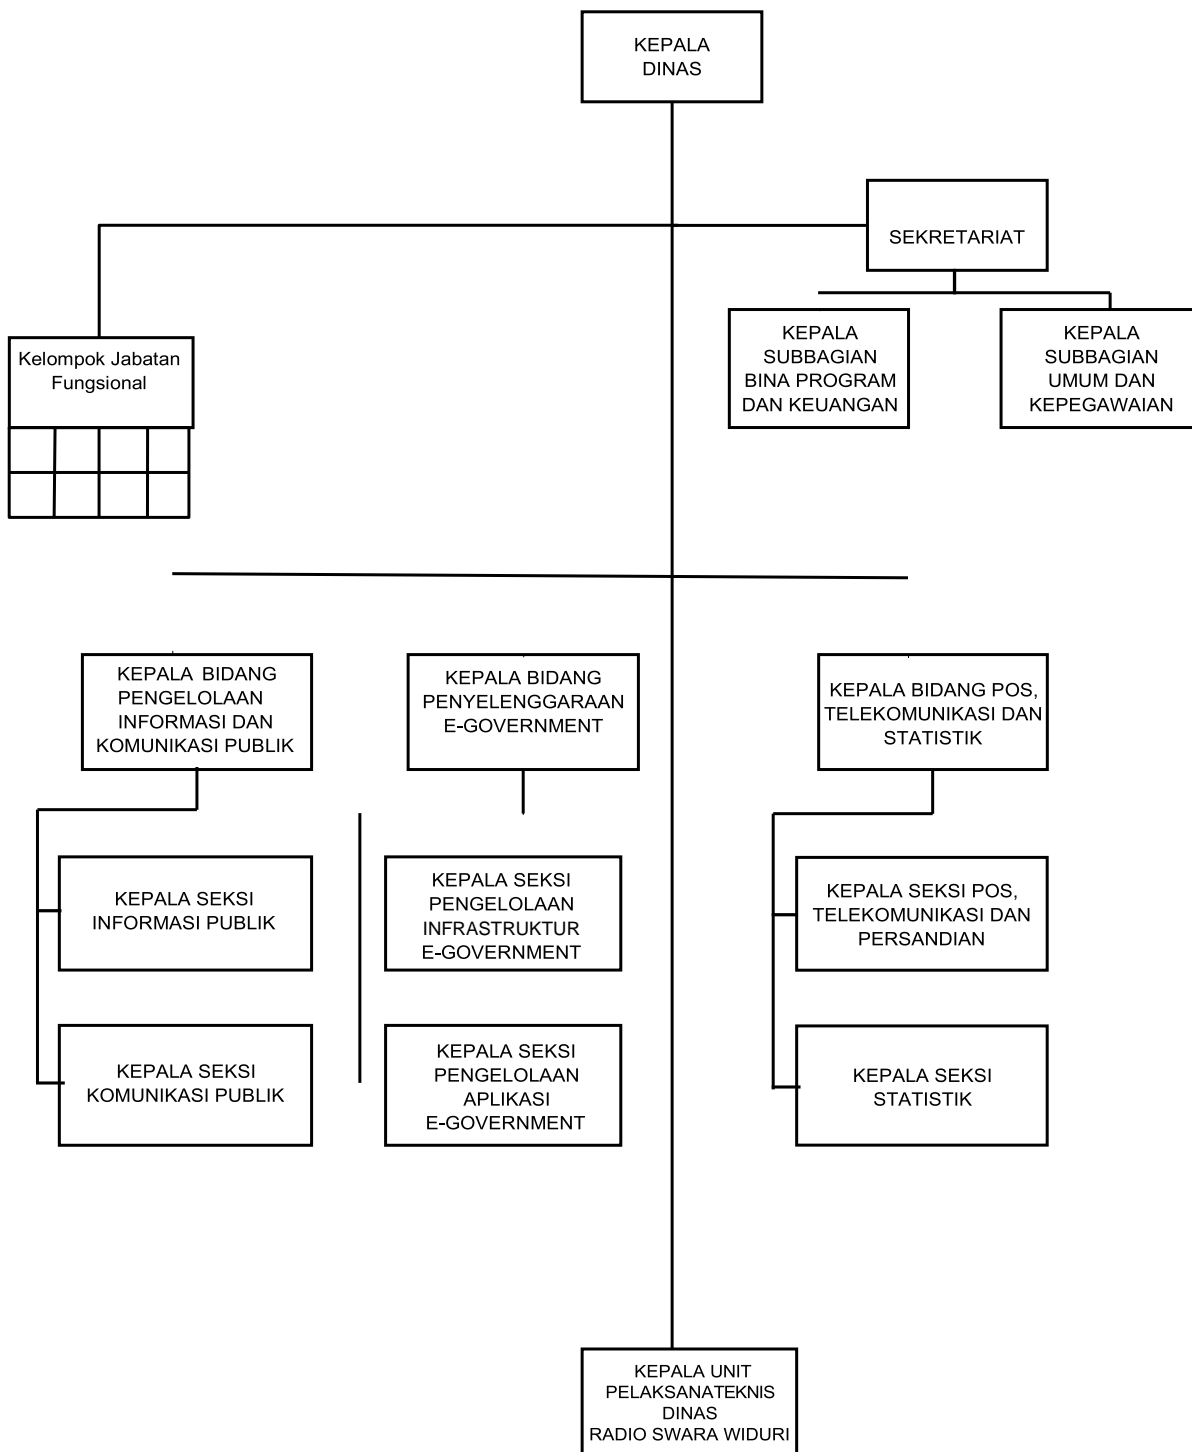 KEPALA
DINAS
SEKRETARIAT
Kelompok Jabatan
Fungsional
KEPALA
SUBBAGIAN
BINA PROGRAM
DAN KEUANGAN
KEPALA
SUBBAGIAN
UMUM DAN
KEPEGAWAIAN
KEPALA BIDANG
PENGELOLAAN
INFORMASI DAN
KOMUNIKASI PUBLIK
KEPALA BIDANG
PENYELENGGARAAN
E-GOVERNMENT
KEPALA BIDANG POS,
TELEKOMUNIKASI DAN
STATISTIK
KEPALA SEKSI
INFORMASI PUBLIK
KEPALA SEKSI
PENGELOLAAN
INFRASTRUKTUR
E-GOVERNMENT
KEPALA SEKSI POS,
TELEKOMUNIKASI DAN
PERSANDIAN
KEPALA SEKSI
KOMUNIKASI PUBLIK
KEPALA SEKSI
PENGELOLAAN
APLIKASI
E-GOVERNMENT
KEPALA SEKSI
STATISTIK
KEPALA UNIT
PELAKSANATEKNIS
DINAS
RADIO SWARA WIDURI